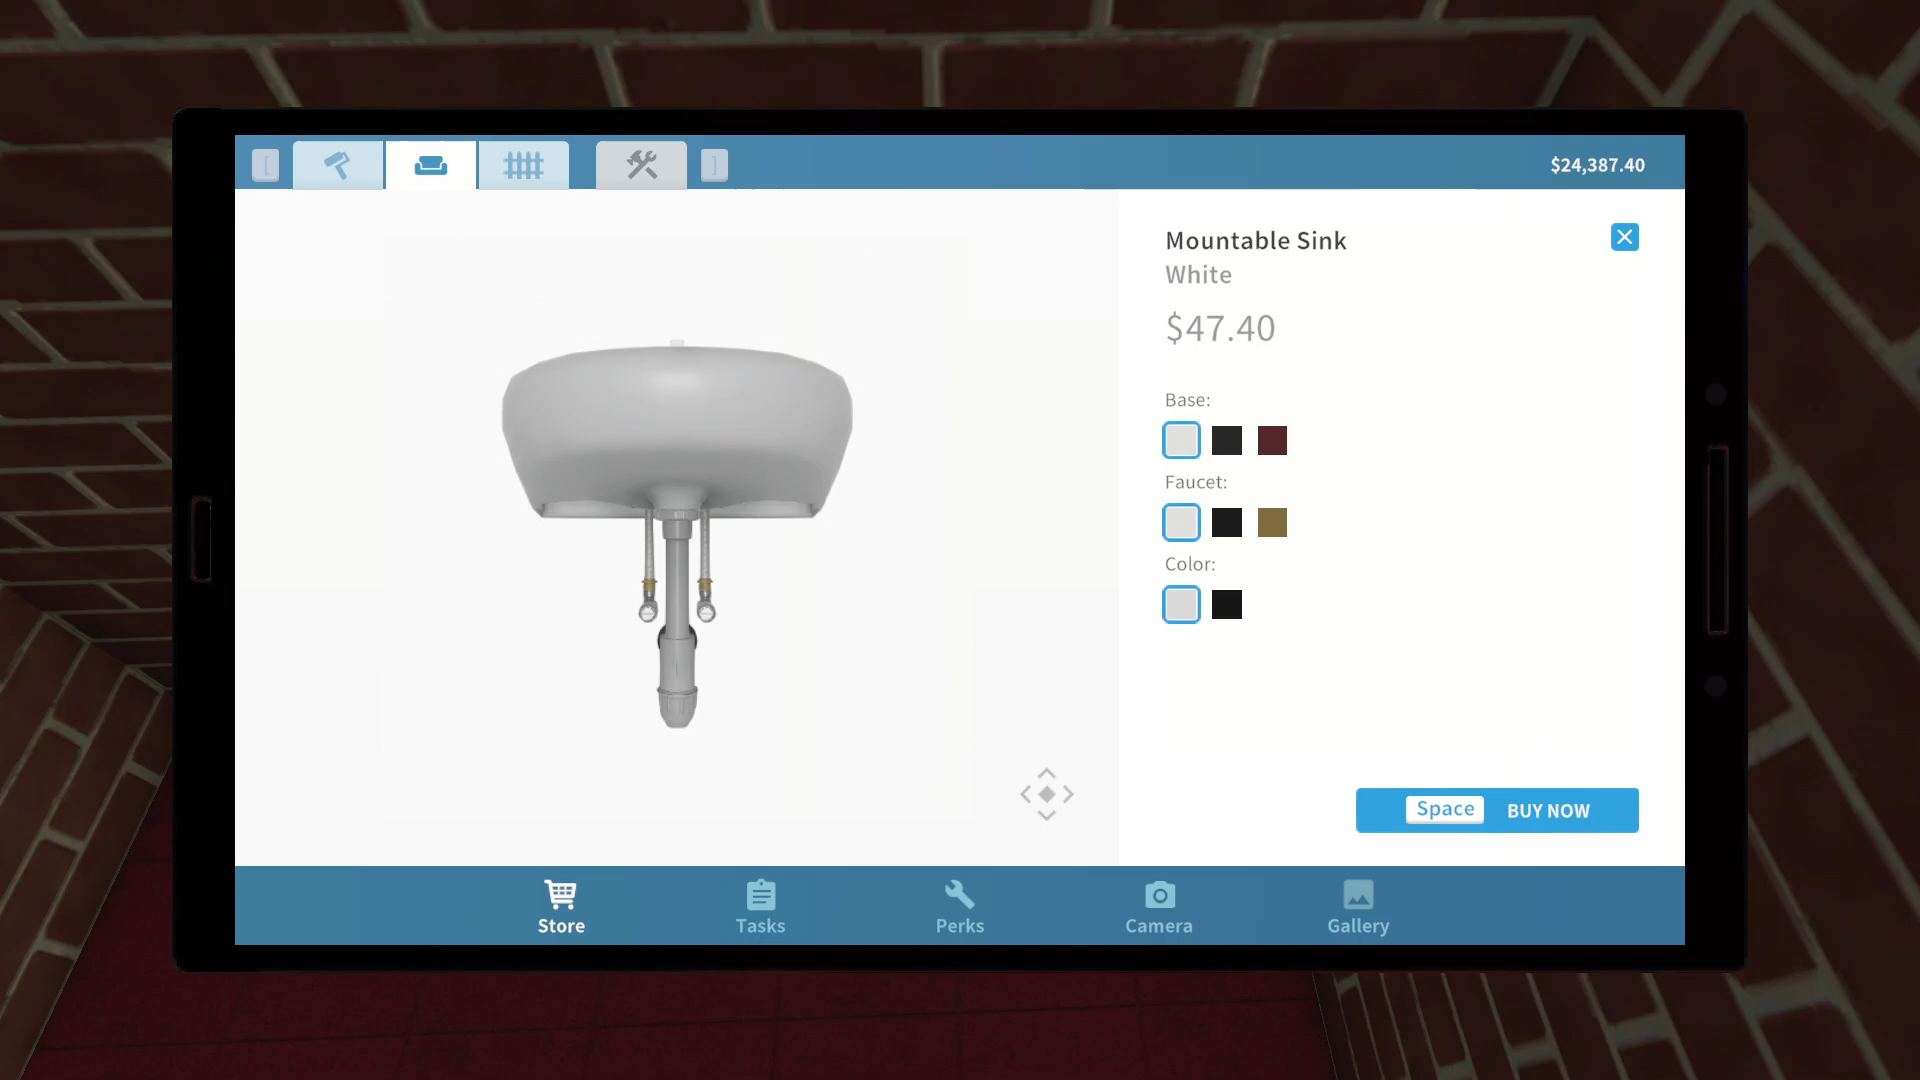 [
]
$24,387.40
Mountable Sink
White
$47.40
Base:
Faucet:
Color:
Space BUY NOW
Store
Tasks
Perks
Camera
Gallery